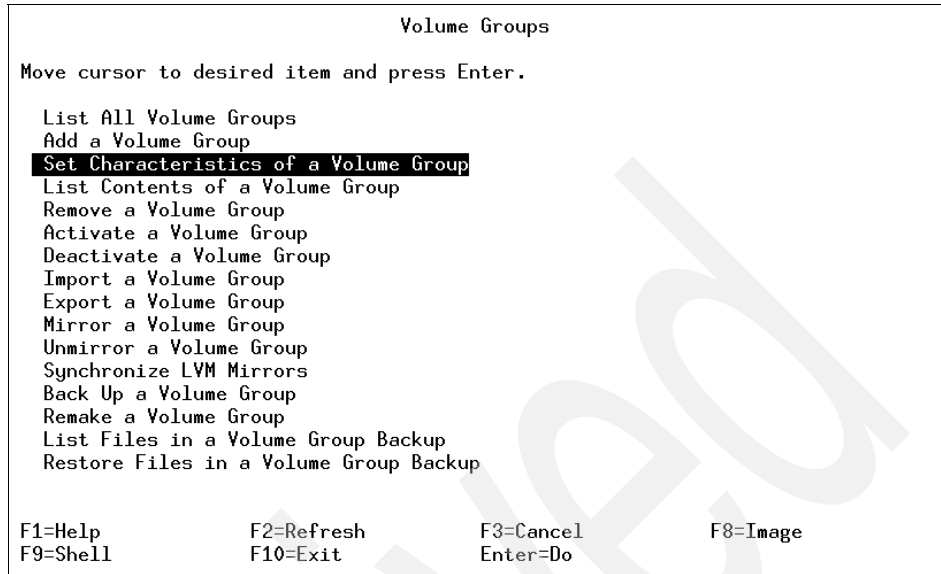 Volume Groups
Move cursor to desired item and press Enter.
List All Volume Groups
Add a Volume Group
Set Characteristics of a Volume Group
List Contents of a Volume Group
Remove a Volume Group
Activate a Volume Group
Deactivate a Volume Group
Import a Volume Group
Export a Volume Group
Mirror a Volume Group
Unmirror a Volume Group
Synchronize LVM Mirrors
Back Up a Volume Group
Remake a Volume Group
List Files in a Volume Group Backup
Restore Files in a Volume Group Backup
F1=Help F2=Refresh F3=Cancel F8=Image
F9=Shell F10=Exit Enter=Do